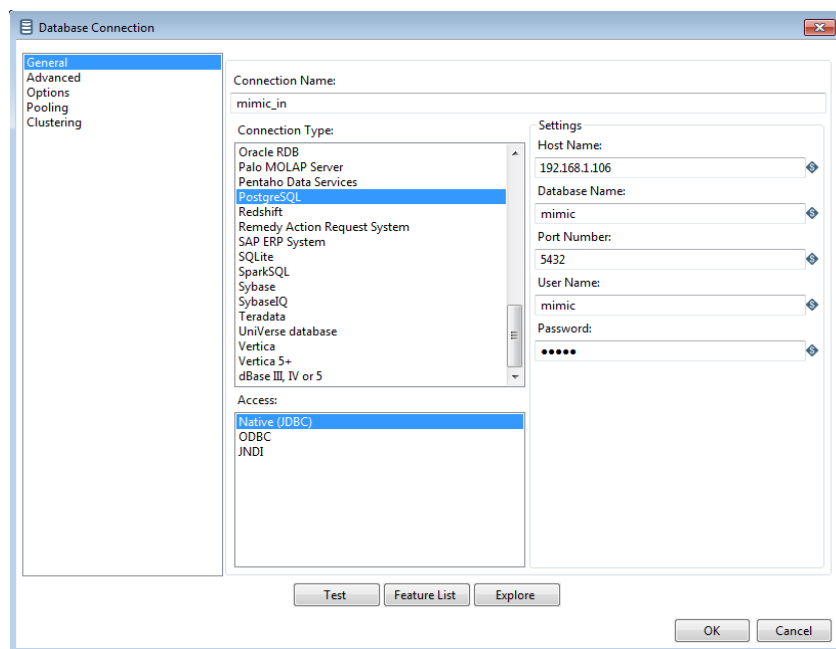 Database Connection
General
Advanced
Options
Pooling
Clustering
Connection Name:
mimic_in
Connection Type:
Oracle RDB
Palo MOLAP Server
Pentaho Data Services
PostgreSQL
Redshift
Remedy Action Request System
SAP ERP System
SQLite
SparkSQL
Sybase
SybaseIQ
Teradata
UniVerse database
Vertica
Vertica 5+
dBase III, IV or 5
Access:
Native (JDBC)
ODBC
JNDI
Settings
Host Name:
192.168.1.106
Database Name:
mimic
Port Number:
5432
User Name:
mimic
Password:
●●●●●
Test Feature List Explore
OK Cancel